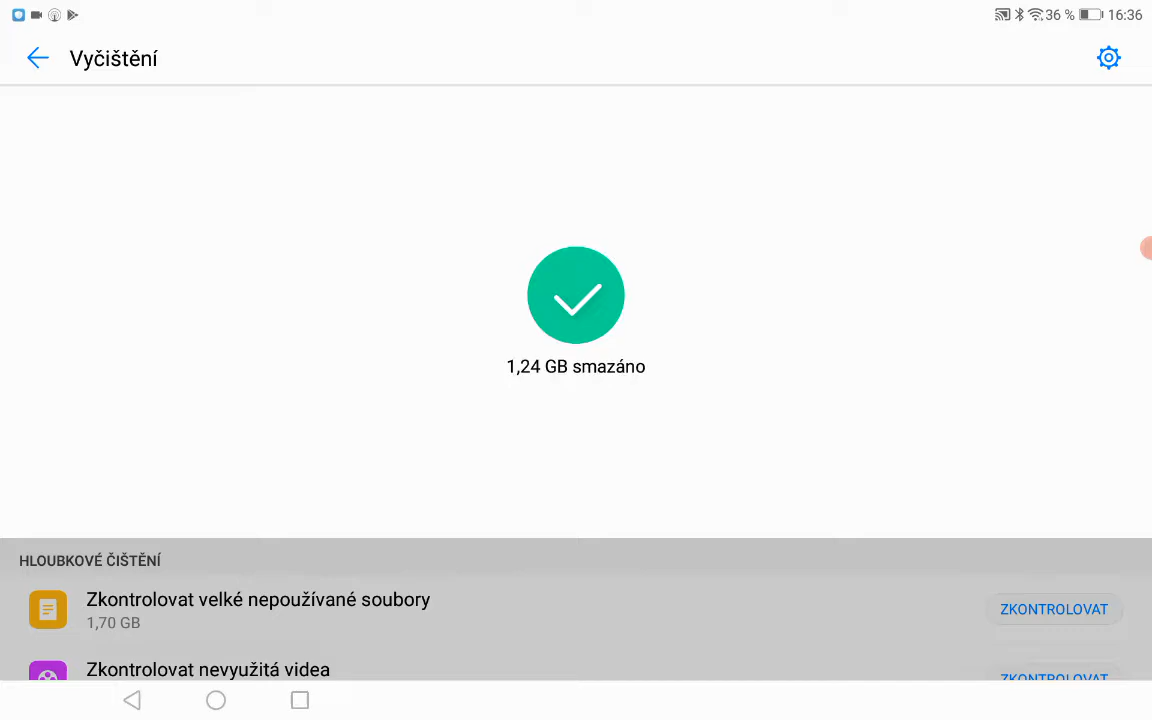 36 % 16:36
Vyčištění
1,24 GB smazáno
HLOUBKOVÉ ČIŠTĚNÍ
Zkontrolovat velké nepoužívané soubory
1,70 GB
ZKONTROLOVAT
Zkontrolovat nevyužitá videa
ZKONTROLOVAT